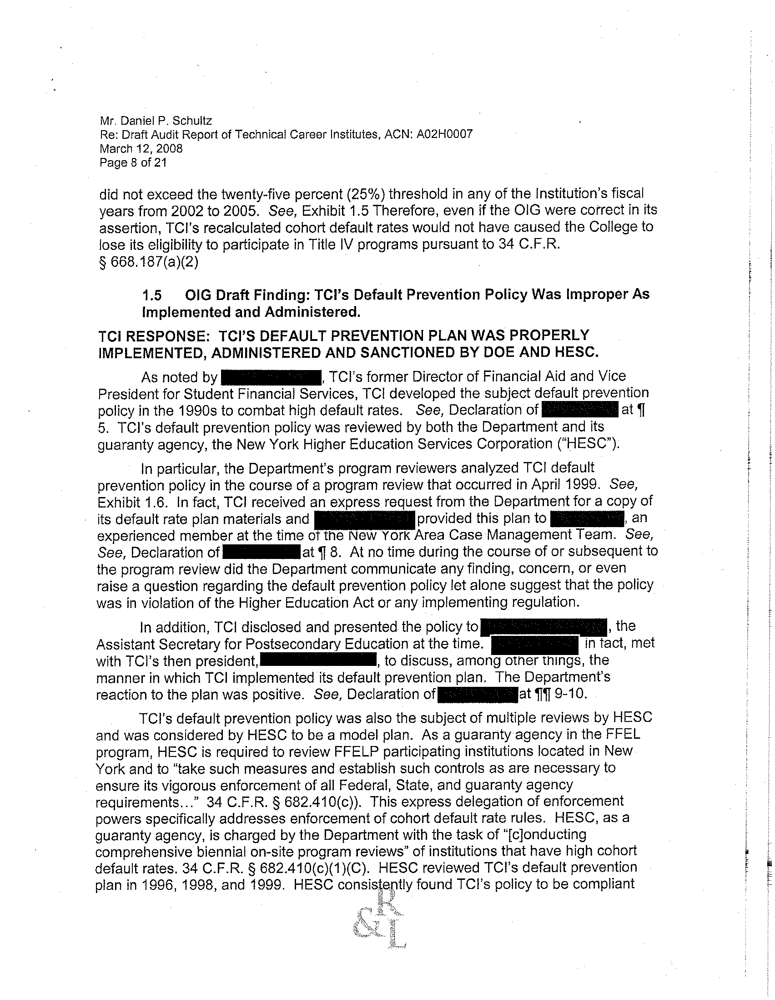 Mr. Daniel P. Schultz
Re: Draft Audit Report of Technical Career Institutes, ACN: A02H0007
March 12, 2008
Page 8 of 21
did not exceed the twenty-five percent (25%) threshold in any of the Institution's fiscal
years from 2002 to 2005. See, Exhibit 1.5 Therefore, even if the OIG were correct in its
assertion, TCI's recalculated cohort default rates would not have caused the College to
lose its eligibility to participate in Title IV programs pursuant to 34 C.F.R.
§ 668.187(a)(2)
1.5 OIG Draft Finding: TCI's Default Prevention Policy Was Improper As
Implemented and Administered.
TCI RESPONSE: TCI'S DEFAULT PREVENTION PLAN WAS PROPERLY
IMPLEMENTED, ADMINISTERED AND SANCTIONED BY DOE AND HESC.
As noted by , TCI's former Director of Financial Aid and Vice
President for Student Financial Services, TCI developed the subject default prevention
policy in the 1990s to combat high default rates. See, Declaration of at ¶
5. TCI's default prevention policy was reviewed by both the Department and its
guaranty agency, the New York Higher Education Services Corporation ("HESC").
In particular, the Department's program reviewers analyzed TCI default
prevention policy in the course of a program review that occurred in April 1999. See,
Exhibit 1.6. In fact, TCI received an express request from the Department for a copy of
its default rate plan materials and provided this plan to , an
experienced member at the time of the New York Area Case Management Team. See,
See, Declaration of at ¶ 8. At no time during the course of or subsequent to
the program review did the Department communicate any finding, concern, or even
raise a question regarding the default prevention policy let alone suggest that the policy
was in violation of the Higher Education Act or any implementing regulation.
In addition, TCI disclosed and presented the policy to , the
Assistant Secretary for Postsecondary Education at the time. in fact, met
with TCI's then president, , to discuss, among other things, the
manner in which TCI implemented its default prevention plan. The Department's
reaction to the plan was positive. See, Declaration of at ¶¶ 9-10.
TCI's default prevention policy was also the subject of multiple reviews by HESC
and was considered by HESC to be a model plan. As a guaranty agency in the FFEL
program, HESC is required to review FFELP participating institutions located in New
York and to "take such measures and establish such controls as are necessary to
ensure its vigorous enforcement of all Federal, State, and guaranty agency
requirements..." 34 C.F.R. § 682.410(c)). This express delegation of enforcement
powers specifically addresses enforcement of cohort default rate rules. HESC, as a
guaranty agency, is charged by the Department with the task of "[c]onducting
comprehensive biennial on-site program reviews" of institutions that have high cohort
default rates. 34 C.F.R. § 682.410(c)(1)(C). HESC reviewed TCI's default prevention
plan in 1996, 1998, and 1999. HESC consistently found TCI's policy to be compliant
R
&L